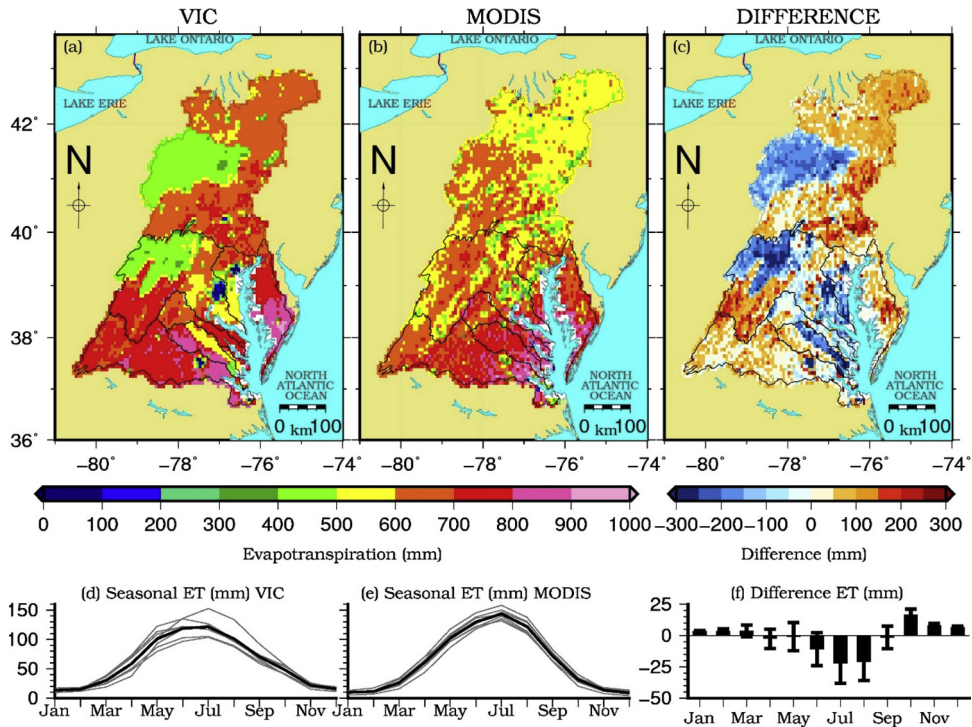 VIC MODIS DIFFERENCE
(a) LAKE ONTARIO (b) LAKE ONTARIO (c) LAKE ONTARIO
LAKE ERIE LAKE ERIE LAKE ERIE
42°
N N N
40°
38°
NORTH ATLANTIC OCEAN NORTH ATLANTIC OCEAN NORTH ATLANTIC OCEAN
0 km 100 0 km 100 0 km 100
36°
−80 −78 −76 −74 −80 −78 −76 −74 −80 −78 −76 −74
0 100 200 300 400 500 600 700 800 900 1000 −300 −200 −100 0 100 200 300
Evapotranspiration (mm) Difference (mm)
(d) Seasonal ET (mm) VIC (e) Seasonal ET (mm) MODIS (f) Difference ET (mm)
150 25
100 0
50 −25
0 −50
Jan Mar May Jul Sep Nov Jan Mar May Jul Sep Nov Jan Mar May Jul Sep Nov